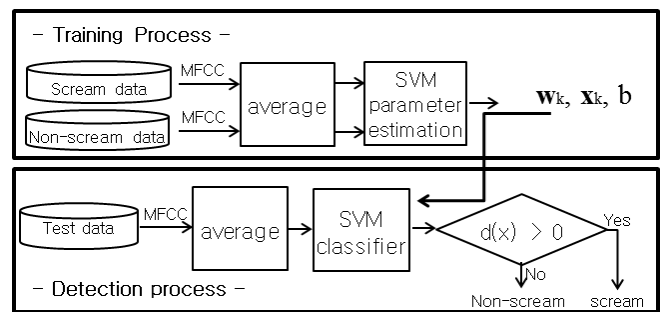 - Training Process -
Scream data
MFCC
Non-scream data
MFCC
average
SVM
parameter
estimation
wk, xk, b
Test data
MFCC
average
SVM
classifier
d(x) > 0
Yes
No
Non-scream
scream
- Detection process -